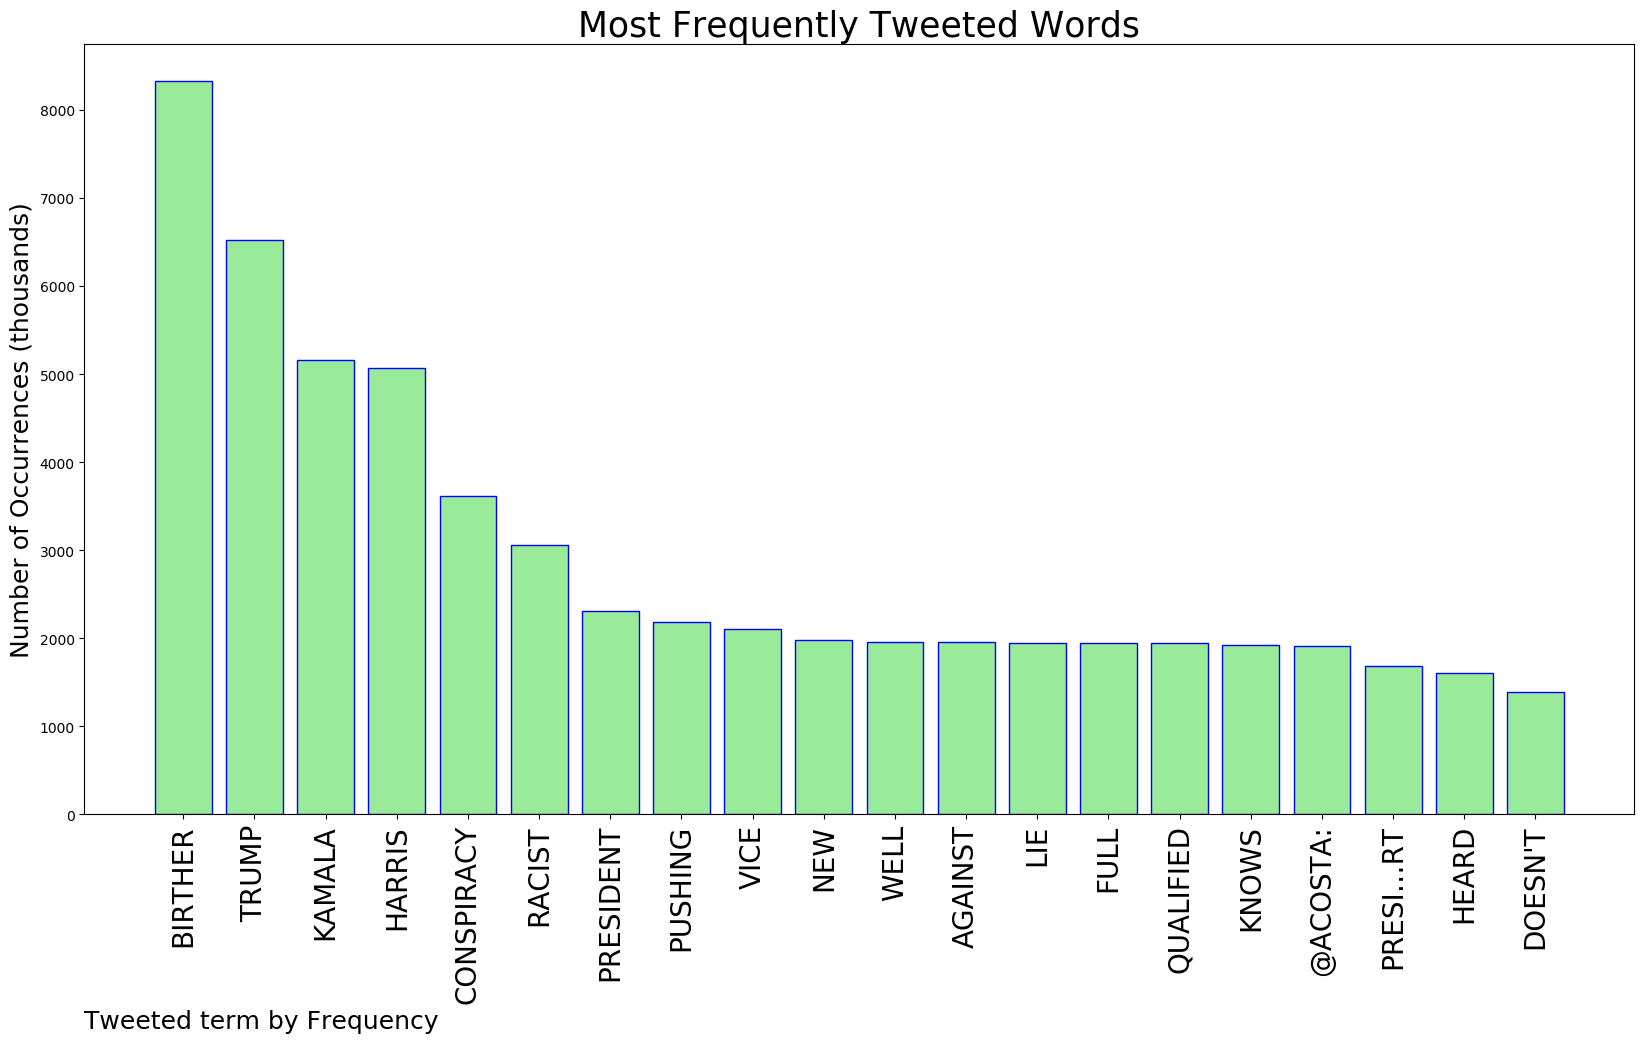 Most Frequently Tweeted Words
Number of Occurrences (thousands)
8000
7000
6000
5000
4000
3000
2000
1000
0
BIRTHER
TRUMP
KAMALA
HARRIS
CONSPIRACY
RACIST
PRESIDENT
PUSHING
VICE
NEW
WELL
AGAINST
LIE
FULL
QUALIFIED
KNOWS
@ACOSTA:
PRESI…RT
HEARD
DOESN'T
Tweeted term by Frequency